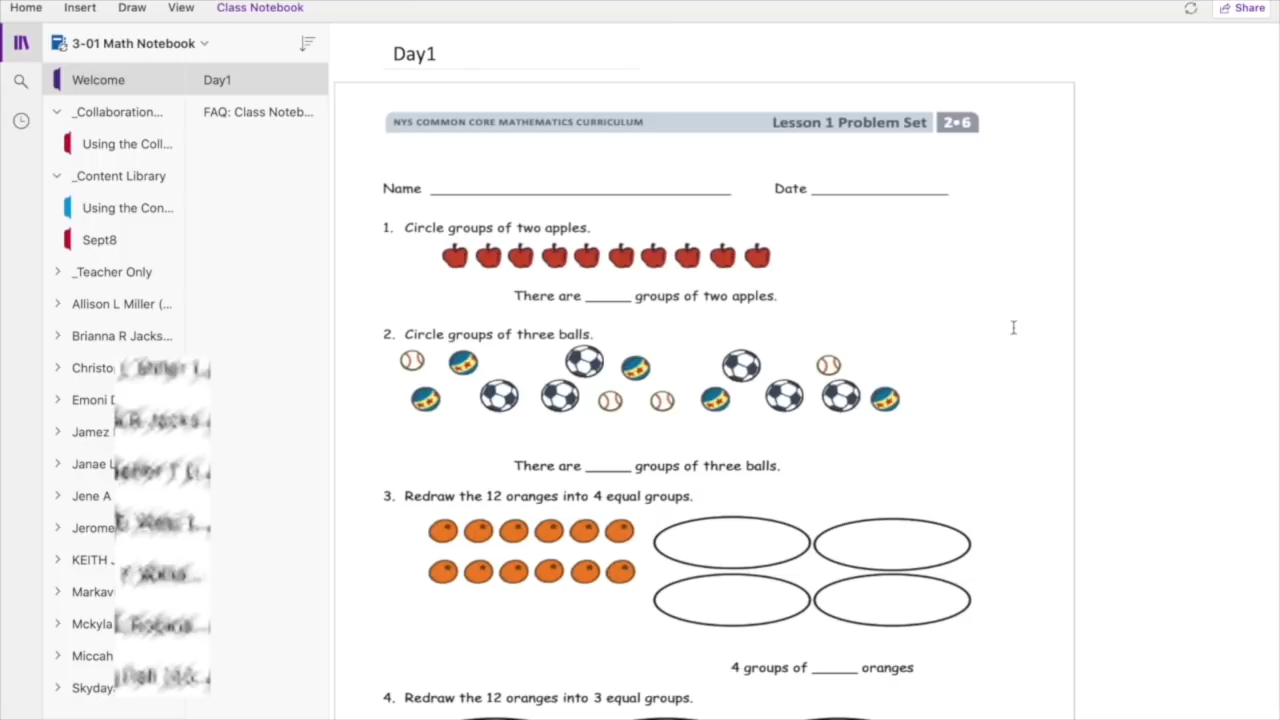 Home Insert Draw View Class Notebook Share
3-01 Math Notebook
Welcome
_Collaboration...
Using the Coll...
_Content Library
Using the Con...
Sept8
_Teacher Only
Allison L Miller (...
Brianna R Jacks...
Christo
Emoni
Jamez
Janae
Jene A
Jerome
KEITH
Markav
Mckyla
Miccah
Skyday
Day1
FAQ: Class Noteb...
Day1
NYS COMMON CORE MATHEMATICS CURRICULUM Lesson 1 Problem Set 2•6
Name ____ Date ____
1. Circle groups of two apples.
There are ____ groups of two apples.
2. Circle groups of three balls.
There are ____ groups of three balls.
3. Redraw the 12 oranges into 4 equal groups.
4 groups of ____ oranges
4. Redraw the 12 oranges into 3 equal groups.